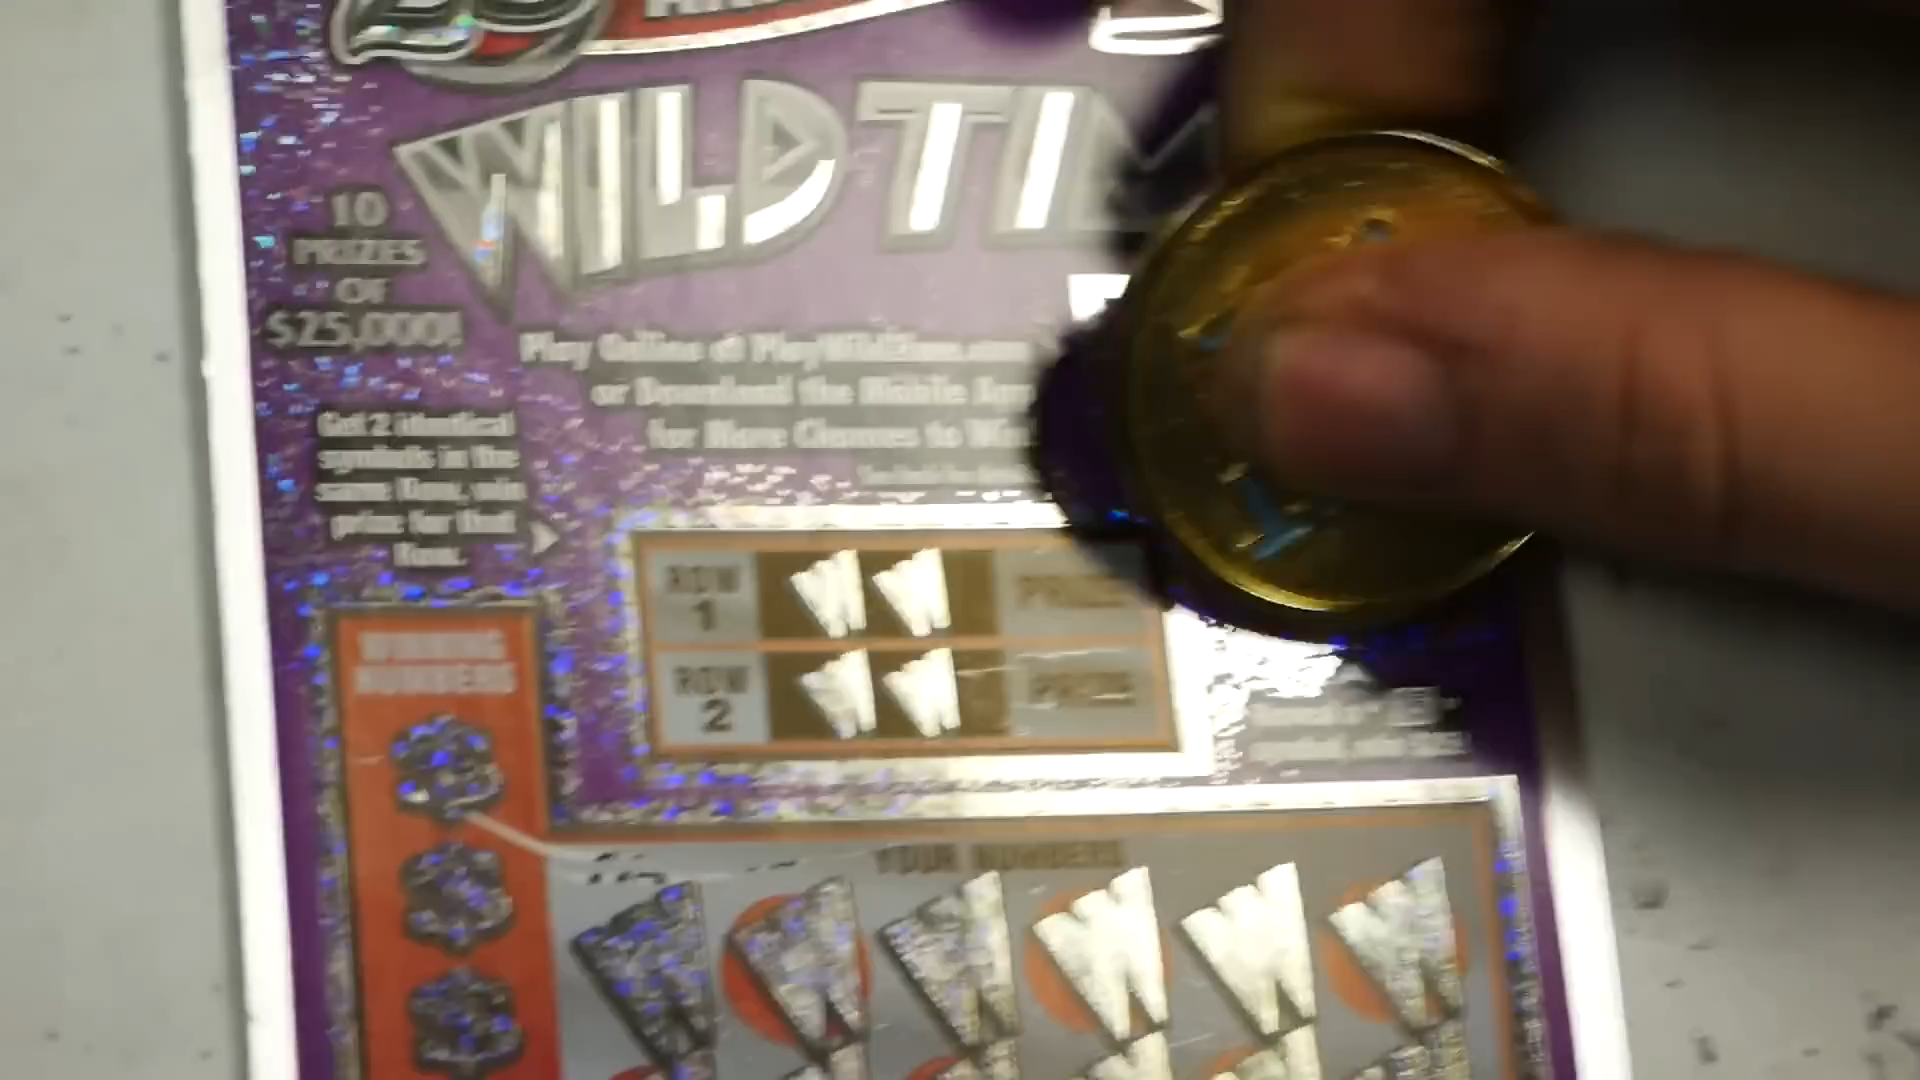 WILD TIM
10
PRIZES
OF
$25,000!
Play Online at PlayWildTime.com
or Download the Mobile App
for More Chances to Win
Get 2 identical
symbols in the
same Row, win
prize for that
Row.
ROW
1
PRIZE
ROW
2
PRIZE
WINNING
NUMBERS
YOUR NUMBERS